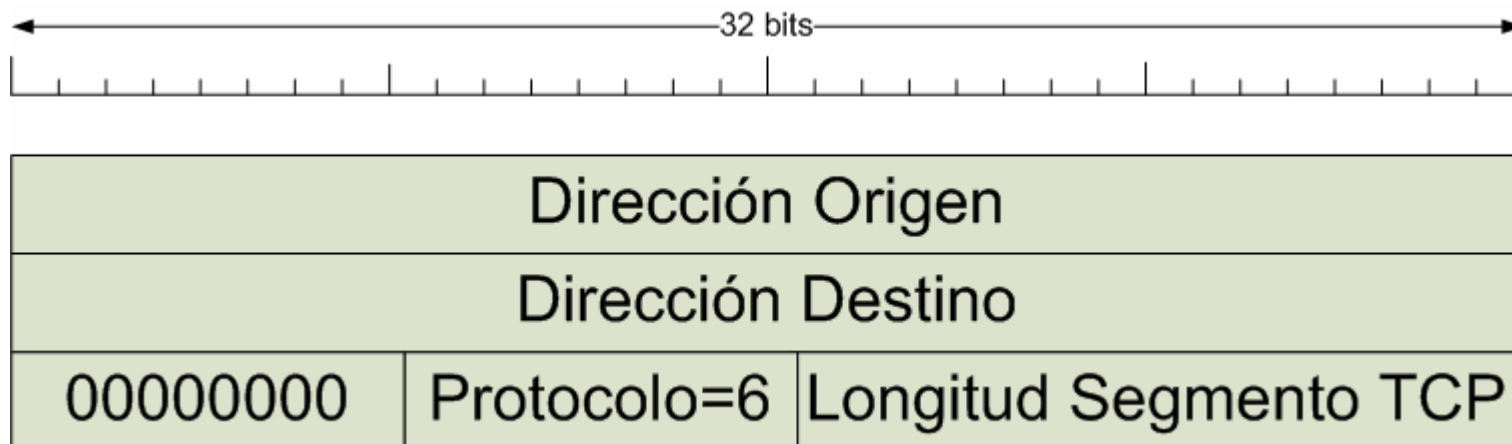 32 bits
Dirección Origen
Dirección Destino
00000000 Protocolo=6 Longitud Segmento TCP